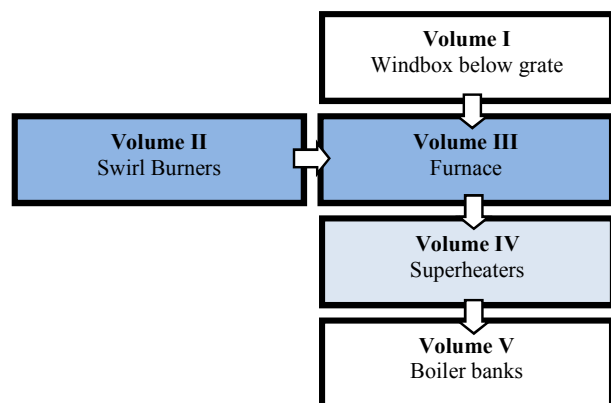 Volume I
Windbox below grate
Volume II
Swirl Burners
Volume III
Furnace
Volume IV
Superheaters
Volume V
Boiler banks